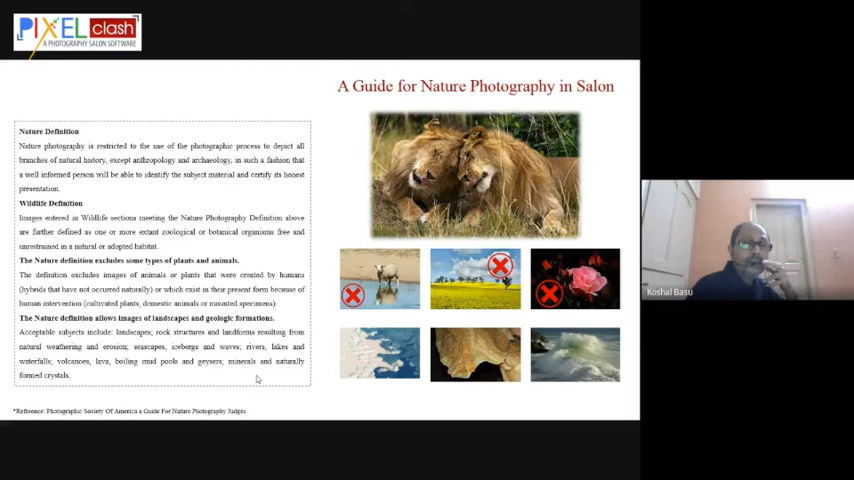 PIXEL clash
A PHOTOGRAPHY SALON SOFTWARE
A Guide for Nature Photography in Salon
Nature Definition
Nature photography is restricted to the use of the photographic process to depict all
branches of natural history, except anthropology and archaeology, in such a fashion that
a well informed person will be able to identify the subject material and certify its honest
presentation.
Wildlife Definition
Images entered in Wildlife sections meeting the Nature Photography Definition above
are further defined as one or more extant zoological or botanical organisms free and
unrestrained in a natural or adopted habitat.
The Nature definition excludes some types of plants and animals.
The definition excludes images of animals or plants that were created by humans
(hybrids that have not occurred naturally) or which exist in their present form because of
human intervention (cultivated plants, domestic animals or mounted specimens).
The Nature definition allows images of landscapes and geologic formations.
Acceptable subjects include: landscapes; rock structures and landforms resulting from
natural weathering and erosion; seascapes, icebergs and waves; rivers, lakes and
waterfalls; volcanoes, lava, boiling mud pools and geysers; minerals and naturally
formed crystals.
*Reference: Photographic Society Of America a Guide For Nature Photography Judges
Koshal Basu